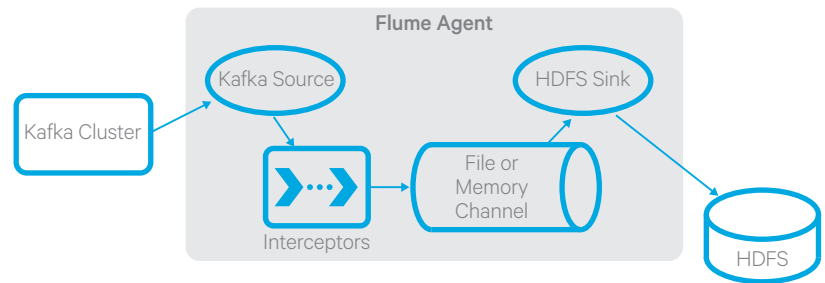 Flume Agent
Kafka Source
HDFS Sink
Kafka Cluster
File or
Memory
Channel
Interceptors
HDFS